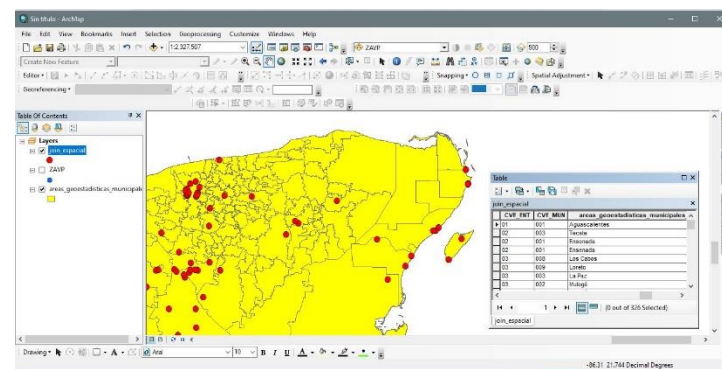 Sin título - ArcMap
File Edit View Bookmarks Insert Selection Geoprocessing Customize Windows Help
1:2,327,507
ZAYP
500
Create New Feature
Editor
Snapping
Spatial Adjustment
Georeferencing
Table Of Contents
Layers
join_espacial
ZAYP
areas_geoestadisticas_municipale
Table
join_espacial
CVE_ENT CVE_MUN areas_geoestadisticas_municipales
01 001 Aguascalientes
02 003 Tecate
02 001 Ensenada
02 001 Ensenada
03 008 Los Cabos
03 009 Loreto
03 003 La Paz
03 002 Mulegé
1
(0 out of 326 Selected)
join_espacial
Drawing
A
Arial
10
B I U A
-86.31 21.744 Decimal Degrees